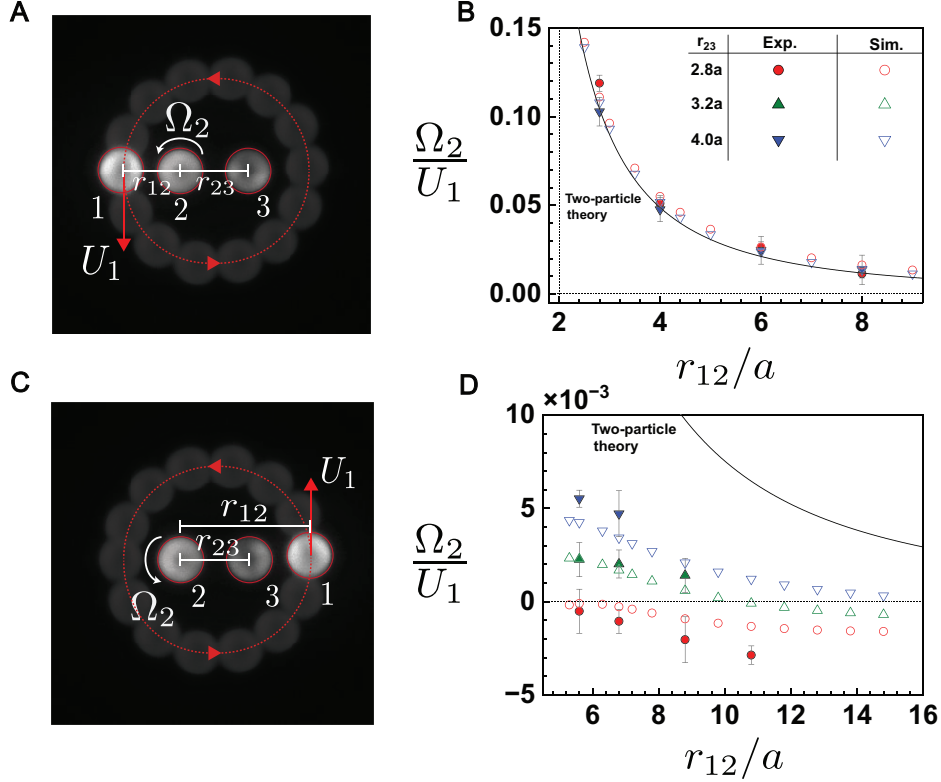 A
Ω₂
r₁₂
r₂₃
1
2
3
U₁
B
Ω₂
U₁
0.15
0.10
0.05
0.00
r₂₃ Exp. Sim.
2.8a
3.2a
4.0a
Two-particle
theory
2 4 6 8
r₁₂/a
C
U₁
r₁₂
r₂₃
2
3
1
Ω₂
D
×10⁻³
Ω₂
U₁
10
5
0
−5
Two-particle
theory
6 8 10 12 14 16
r₁₂/a